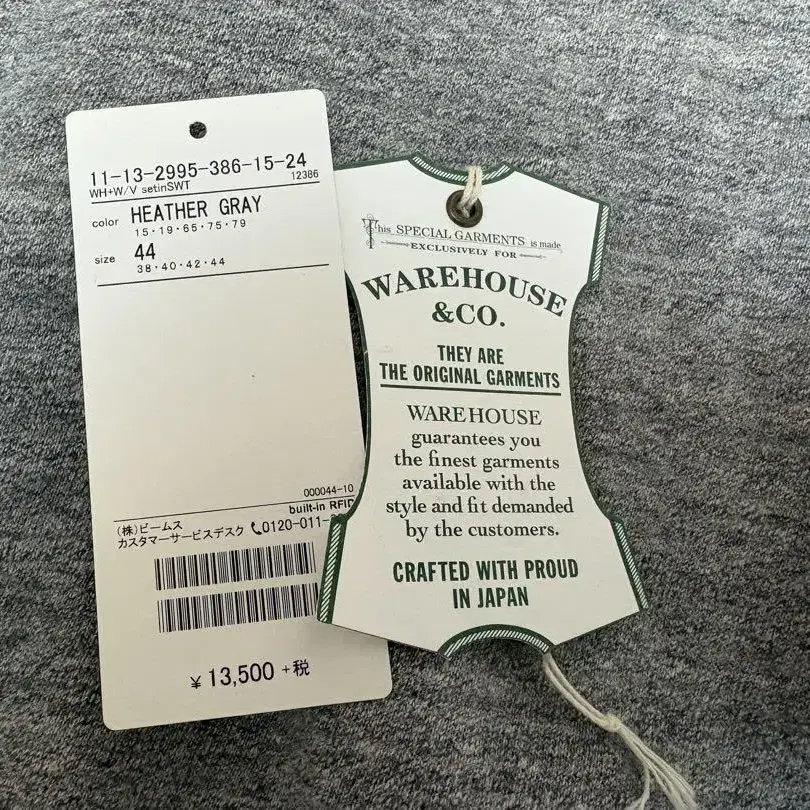 11-13-2995-386-15-24
WH+W/V setinSWT 12386
color HEATHER GRAY
15・19・65・75・79
size 44
38・40・42・44
000044-10
built-in RFID
(株)ビームス
カスタマーサービスデスク 0120-011-
¥13,500 +税
This SPECIAL GARMENTS is made
EXCLUSIVELY FOR
WAREHOUSE
&CO.
THEY ARE
THE ORIGINAL GARMENTS
WAREHOUSE
guarantees you
the finest garments
available with the
style and fit demanded
by the customers.
CRAFTED WITH PROUD
IN JAPAN